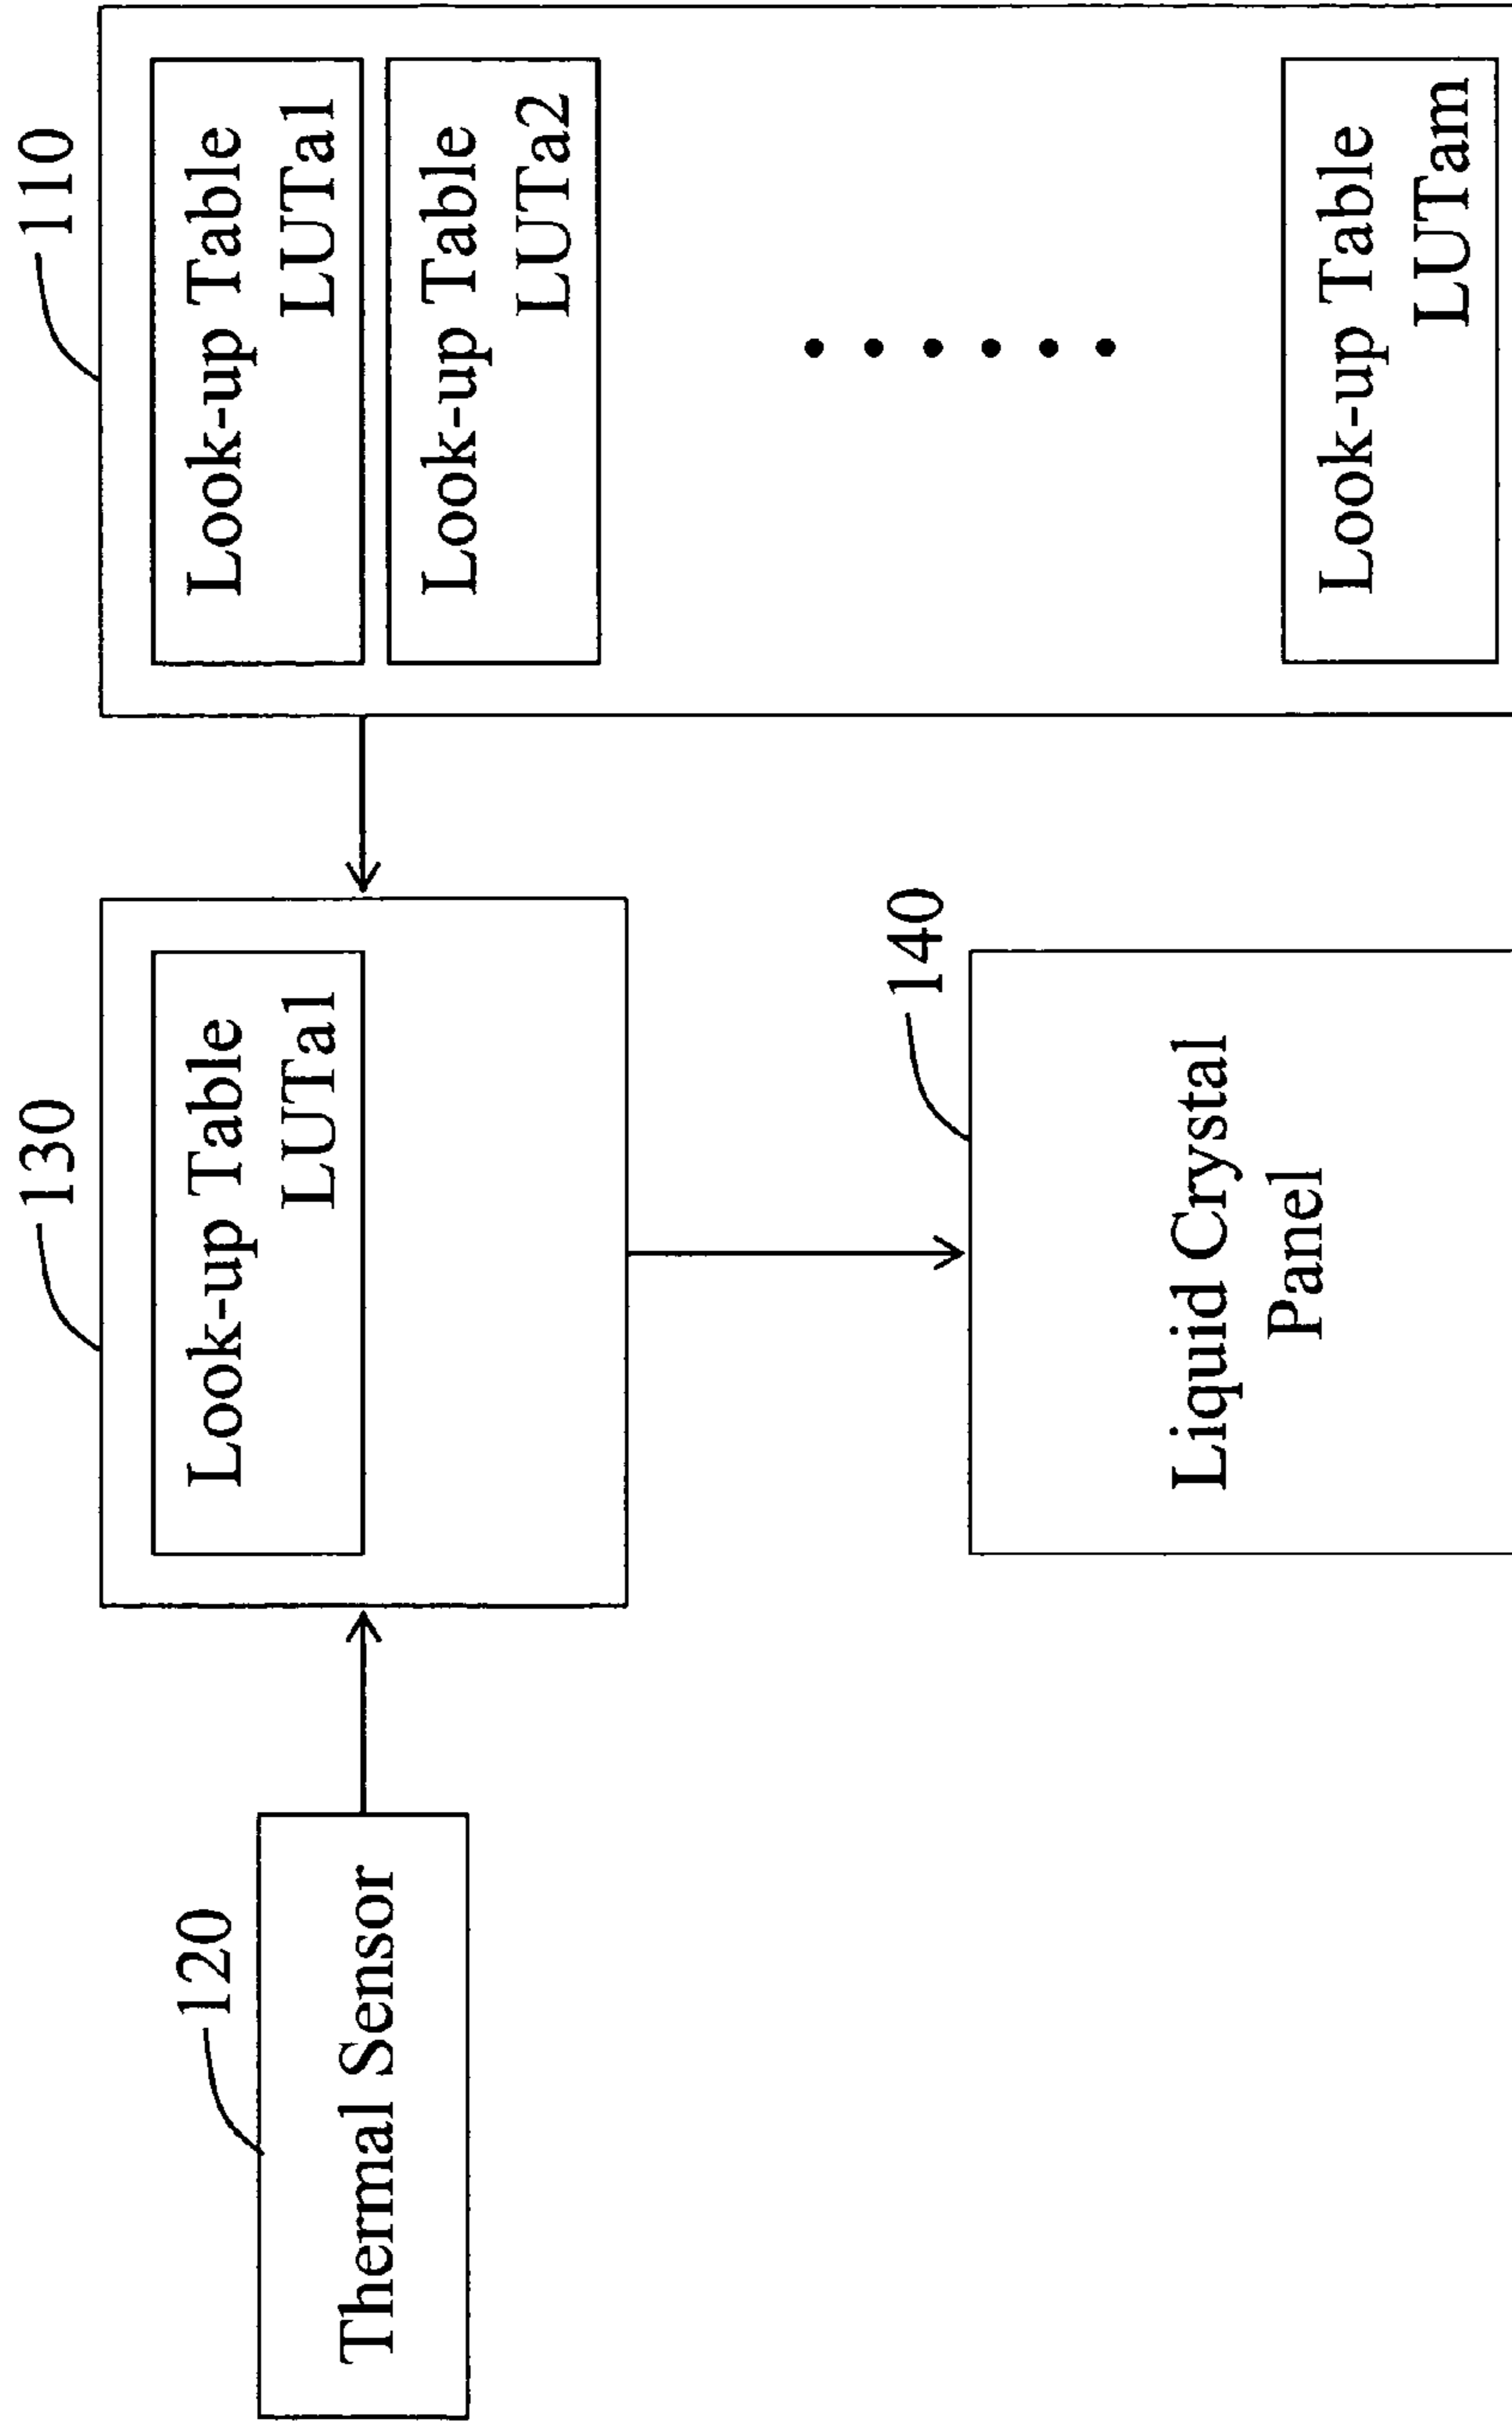 120
Thermal Sensor
130
Look-up Table
LUTa1
140
Liquid Crystal
Panel
110
Look-up Table
LUTa1
Look-up Table
LUTa2
Look-up Table
LUTam